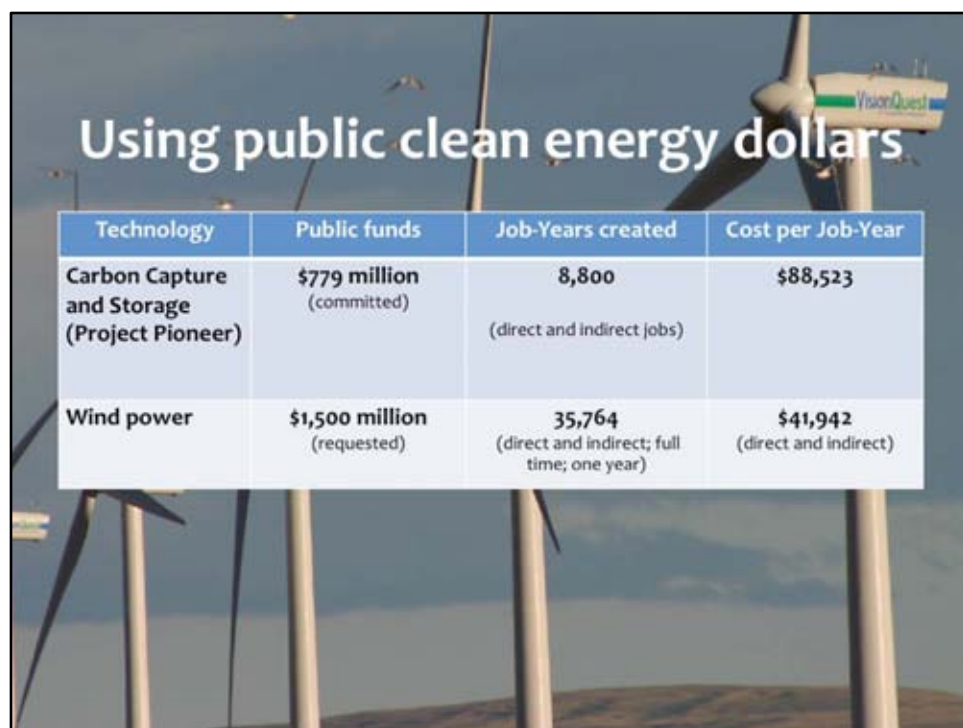 VisionQuest
Using public clean energy dollars
Technology
Public funds
Job-Years created
Cost per Job-Year
Carbon Capture
and Storage
(Project Pioneer)
$779 million
(committed)
8,800
(direct and indirect jobs)
$88,523
Wind power
$1,500 million
(requested)
35,764
(direct and indirect; full
time; one year)
$41,942
(direct and indirect)